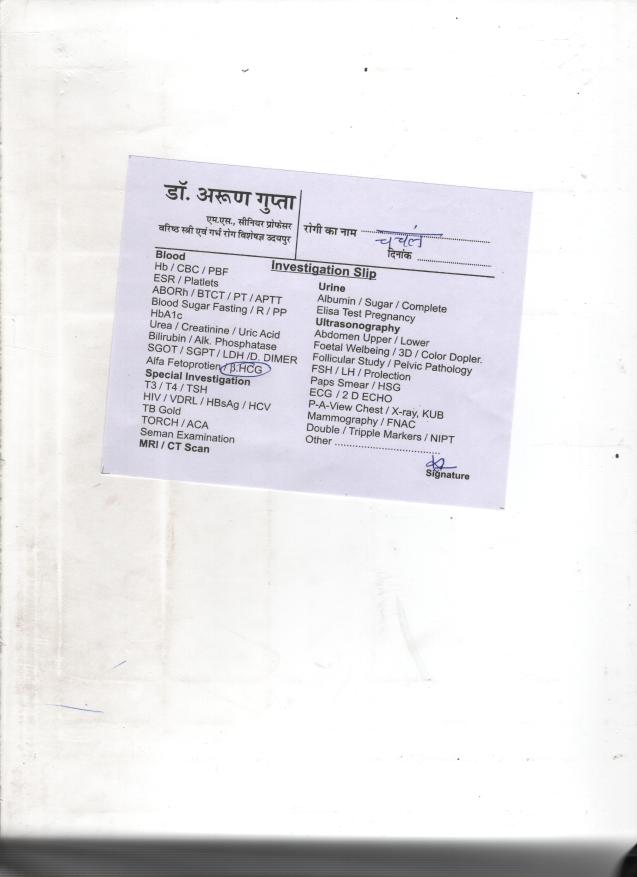 डॉ. अरूण गुप्ता
एम.एस., सीनियर प्रोफेसर
वरिष्ठ स्त्री एवं गर्भ रोग विशेषज्ञ उदयपुर
रोगी का नाम
चंचल
दिनांक
Investigation Slip
Blood
Hb / CBC / PBF
ESR / Platlets
ABORh / BTCT / PT / APTT
Blood Sugar Fasting / R / PP
HbA1c
Urea / Creatinine / Uric Acid
Bilirubin / Alk. Phosphatase
SGOT / SGPT / LDH /D. DIMER
Alfa Fetoprotien / β.HCG
Special Investigation
T3 / T4 / TSH
HIV / VDRL / HBsAg / HCV
TB Gold
TORCH / ACA
Seman Examination
MRI / CT Scan
Urine
Albumin / Sugar / Complete
Elisa Test Pregnancy
Ultrasonography
Abdomen Upper / Lower
Foetal Welbeing / 3D / Color Dopler.
Follicular Study / Pelvic Pathology
FSH / LH / Prolection
Paps Smear / HSG
ECG / 2 D ECHO
P-A-View Chest / X-ray, KUB
Mammography / FNAC
Double / Tripple Markers / NIPT
Other
Signature